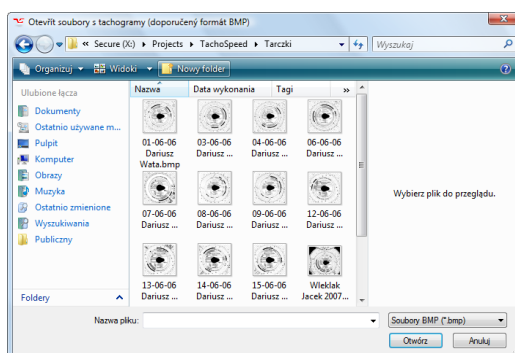 Otevřít soubory s tachogramy (doporučený formát BMP)
« Secure (X:) ▸ Projects ▸ TachoSpeed ▸ Tarczki
Wyszukaj
Organizuj Widoki Nowy folder
Ulubione łącza
Dokumenty
Ostatnio używane m...
Pulpit
Komputer
Obrazy
Muzyka
Ostatnio zmienione
Wyszukiwania
Publiczny
Foldery
Nazwa Data wykonania Tagi »
01-06-06 Dariusz Wata.bmp
03-06-06 Dariusz ...
04-06-06 Dariusz ...
06-06-06 Dariusz ...
07-06-06 Dariusz ...
08-06-06 Dariusz ...
09-06-06 Dariusz ...
12-06-06 Dariusz ...
13-06-06 Dariusz ...
14-06-06 Dariusz ...
15-06-06 Dariusz ...
Wleklak Jacek 2007...
Wybierz plik do przeglądu.
Nazwa pliku:
Soubory BMP (*.bmp)
Otwórz Anuluj